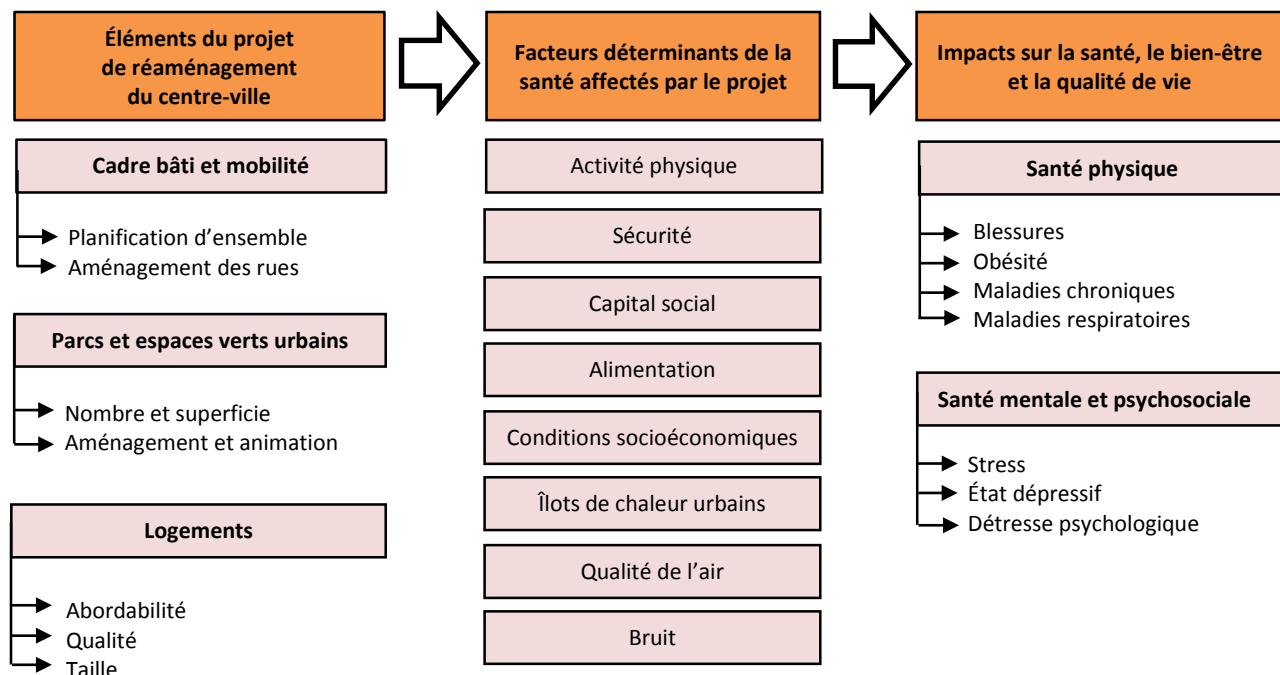 Éléments du projet
de réaménagement
du centre-ville
Cadre bâti et mobilité
Planification d’ensemble
Aménagement des rues
Parcs et espaces verts urbains
Nombre et superficie
Aménagement et animation
Logements
Abordabilité
Qualité
Taille
Facteurs déterminants de la
santé affectés par le projet
Activité physique
Sécurité
Capital social
Alimentation
Conditions socioéconomiques
Îlots de chaleur urbains
Qualité de l’air
Bruit
Impacts sur la santé, le bien-être
et la qualité de vie
Santé physique
Blessures
Obésité
Maladies chroniques
Maladies respiratoires
Santé mentale et psychosociale
Stress
État dépressif
Détresse psychologique